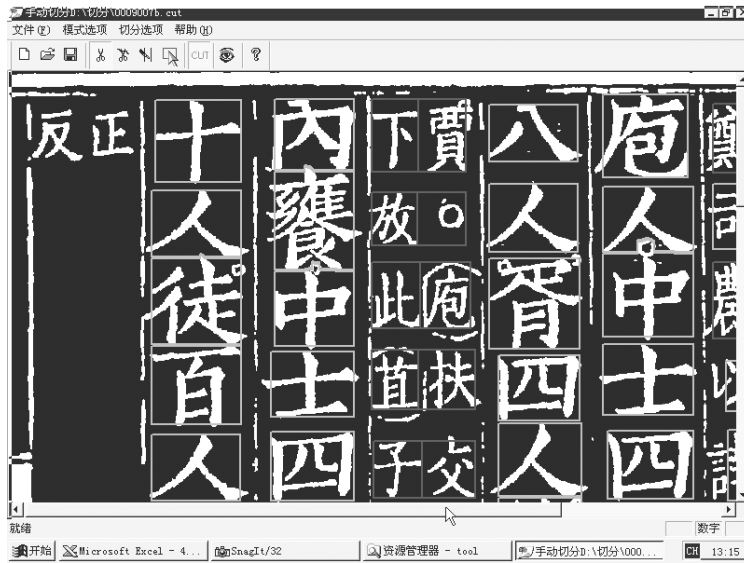 手动切分D:\切分\0009007b.cut
文件(F) 模式选项 切分选项 帮助(H)
CUT
庖人中士四
八人胥四人
賈○庖扶交
下放此苴子
內饔中士四
十人徒百人
正
反
就绪 数字
开始 Microsoft Excel - 4... SnagIt/32 资源管理器 - tool 手动切分D:\切分\000... CH 13:15